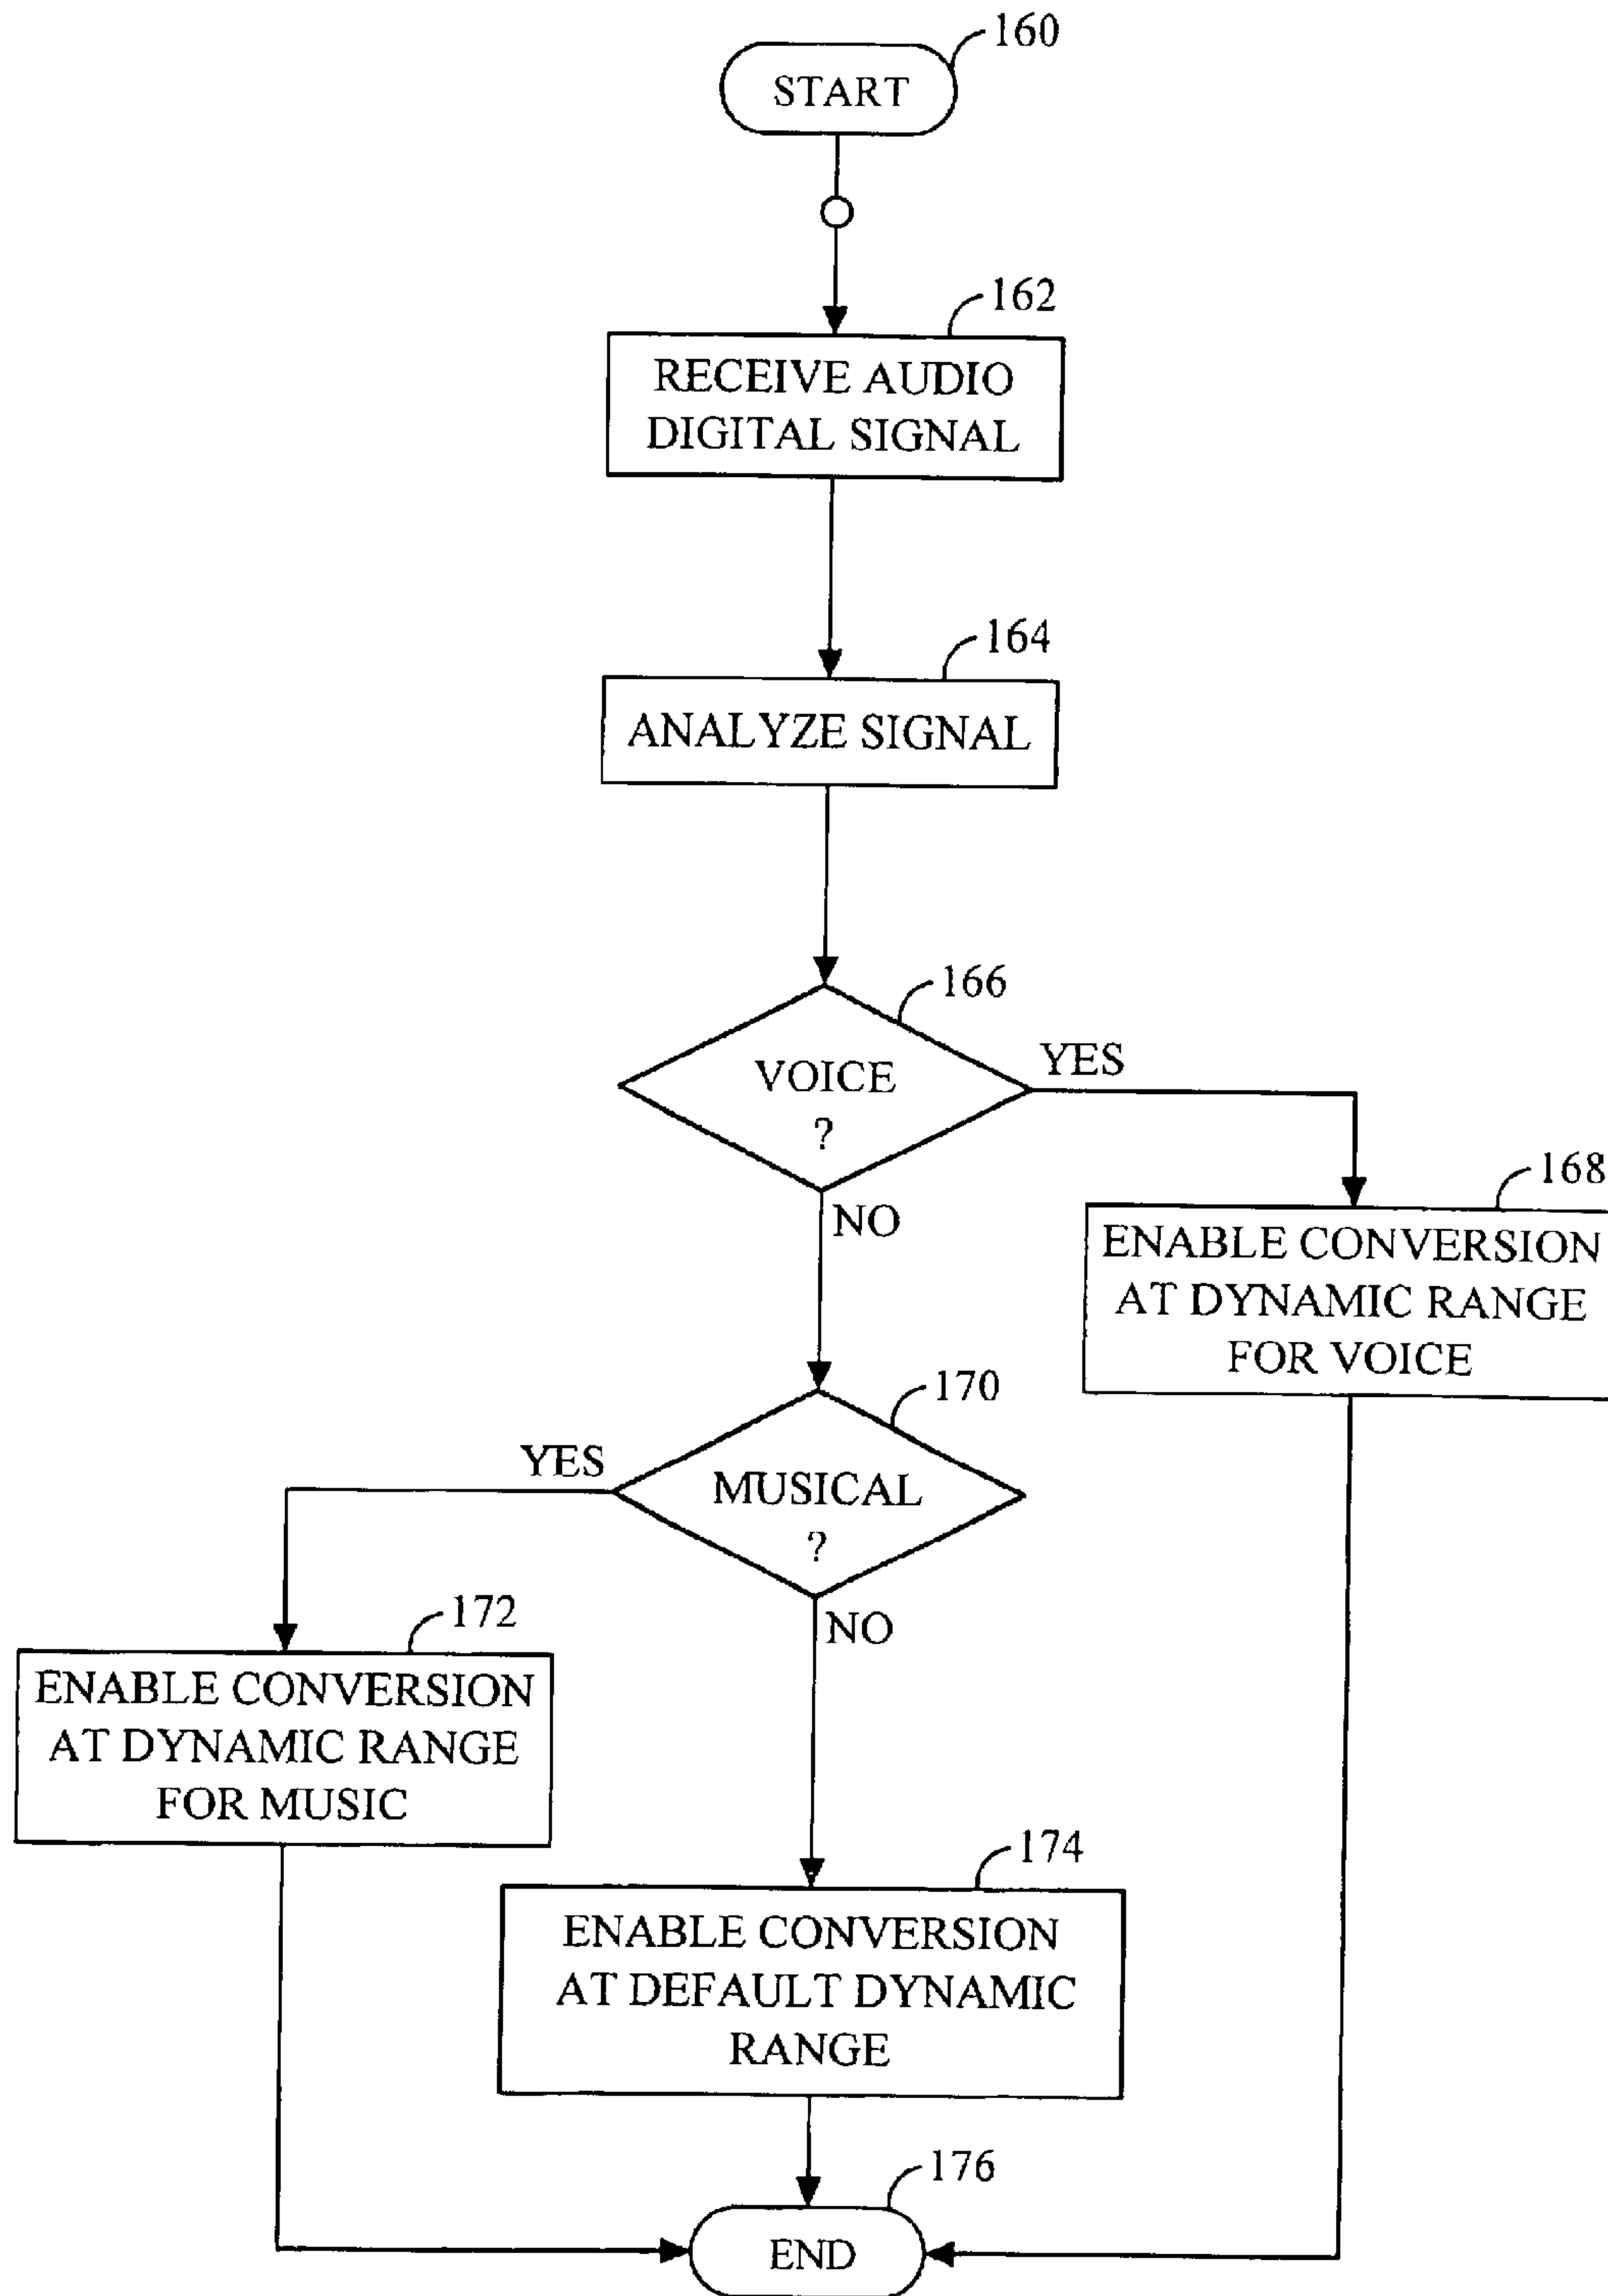 160
START
162
RECEIVE AUDIO
DIGITAL SIGNAL
164
ANALYZE SIGNAL
166
VOICE
?
YES
NO
168
ENABLE CONVERSION
AT DYNAMIC RANGE
FOR VOICE
170
MUSICAL
?
YES
NO
172
ENABLE CONVERSION
AT DYNAMIC RANGE
FOR MUSIC
174
ENABLE CONVERSION
AT DEFAULT DYNAMIC
RANGE
176
END